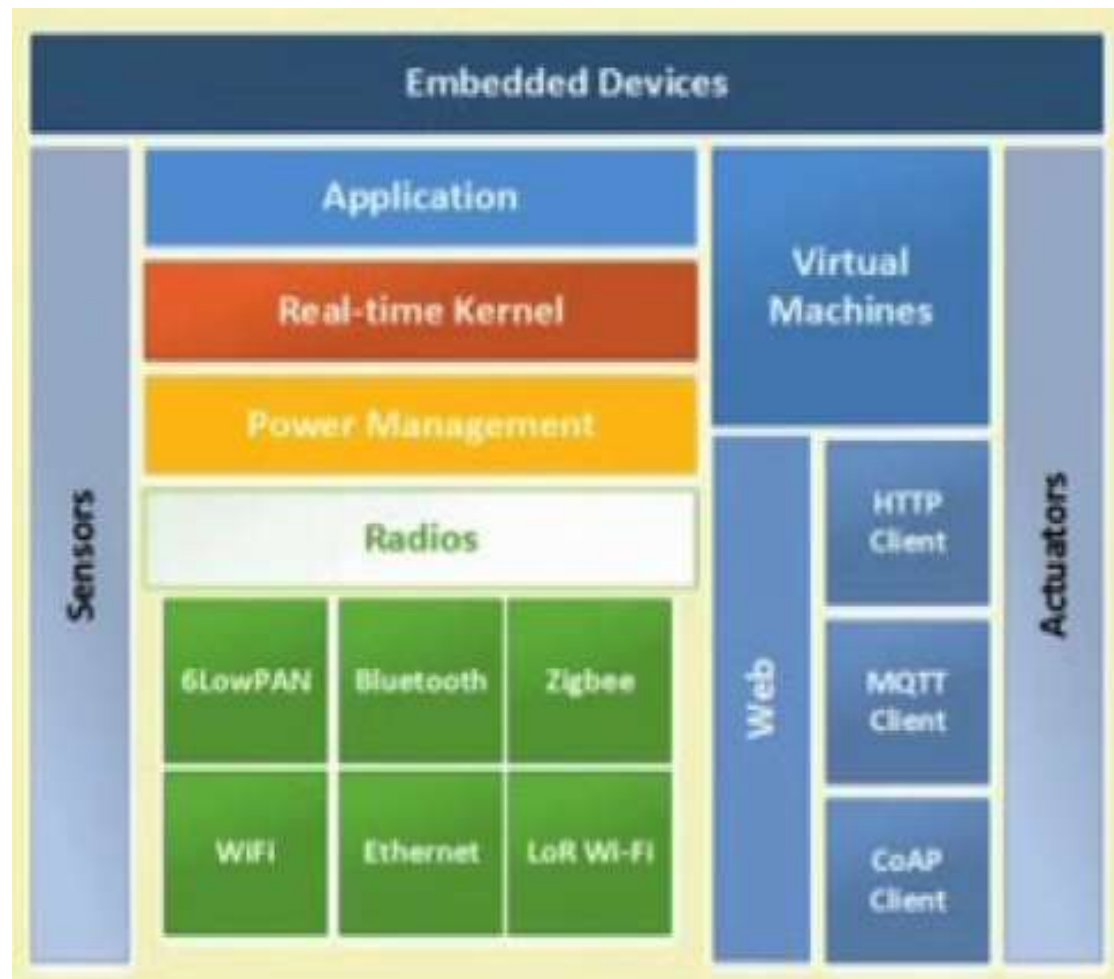 Embedded Devices
Sensors
Application
Real-time Kernel
Power Management
Radios
6LowPAN
Bluetooth
Zigbee
WiFi
Ethernet
LoR Wi-Fi
Virtual
Machines
Web
HTTP
Client
MQTT
Client
CoAP
Client
Actuators